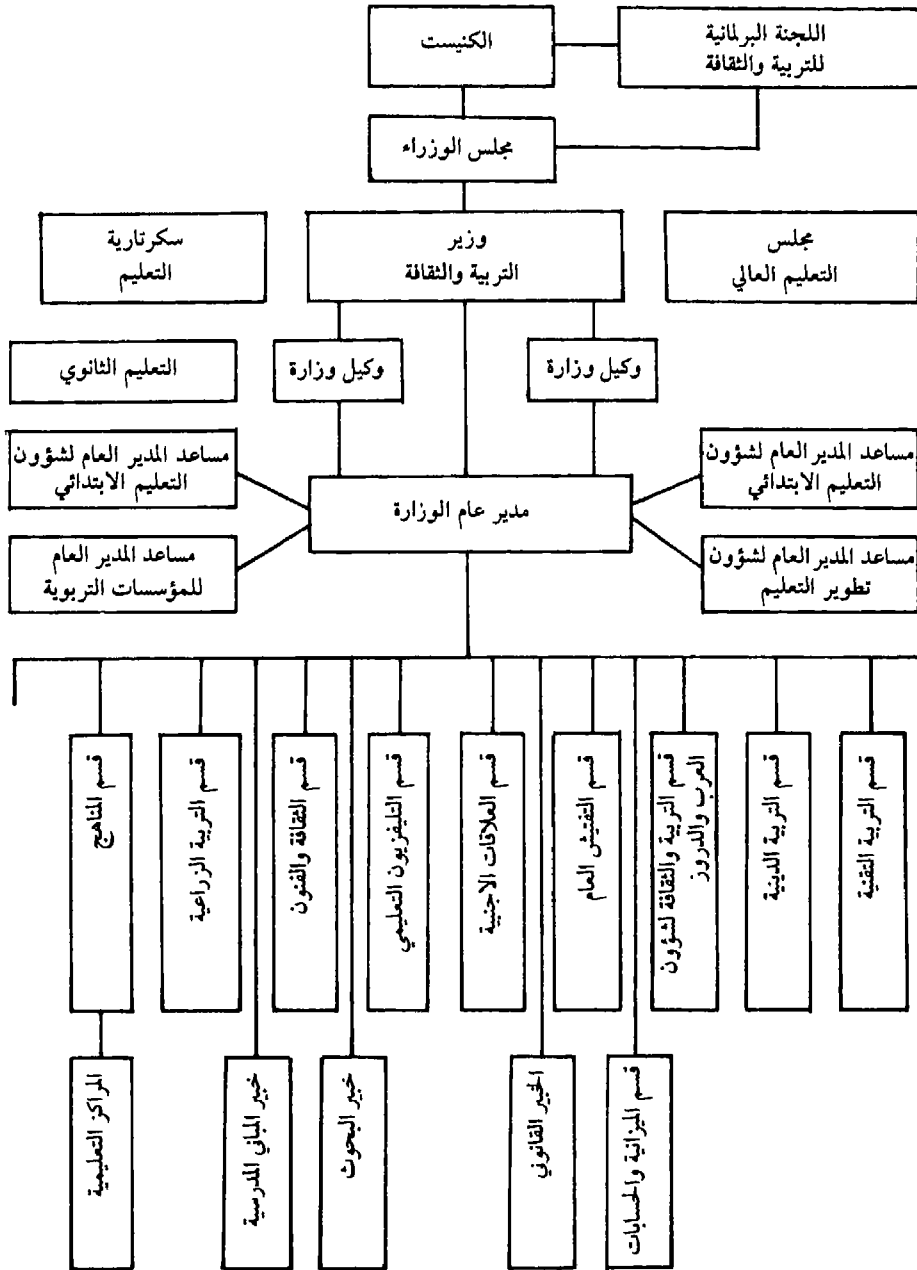 اللجنة البرلمانية
للتربية والثقافة
الكنيست
مجلس الوزراء
مجلس
التعليم العالي
وزير
التربية والثقافة
سكرتارية
التعليم
وكيل وزارة
وكيل وزارة
التعليم الثانوي
مساعد المدير العام لشؤون
التعليم الابتدائي
مساعد المدير العام لشؤون
التعليم الابتدائي
مدير عام الوزارة
مساعد المدير العام لشؤون
تطوير التعليم
مساعد المدير العام
للمؤسسات التربوية
قسم التربية التقنية
قسم التربية الدينية
قسم التربية والثقافة لشؤون
العرب والدروز
قسم التفتيش العام
قسم العلاقات الاجنبية
قسم التليفزيون التعليمي
قسم الثقافة والفنون
قسم التربية الزراعية
قسم المناهج
قسم الميزانية والحسابات
الخبير القانوني
خبير البحوث
خبير المباني المدرسية
المراكز التعليمية